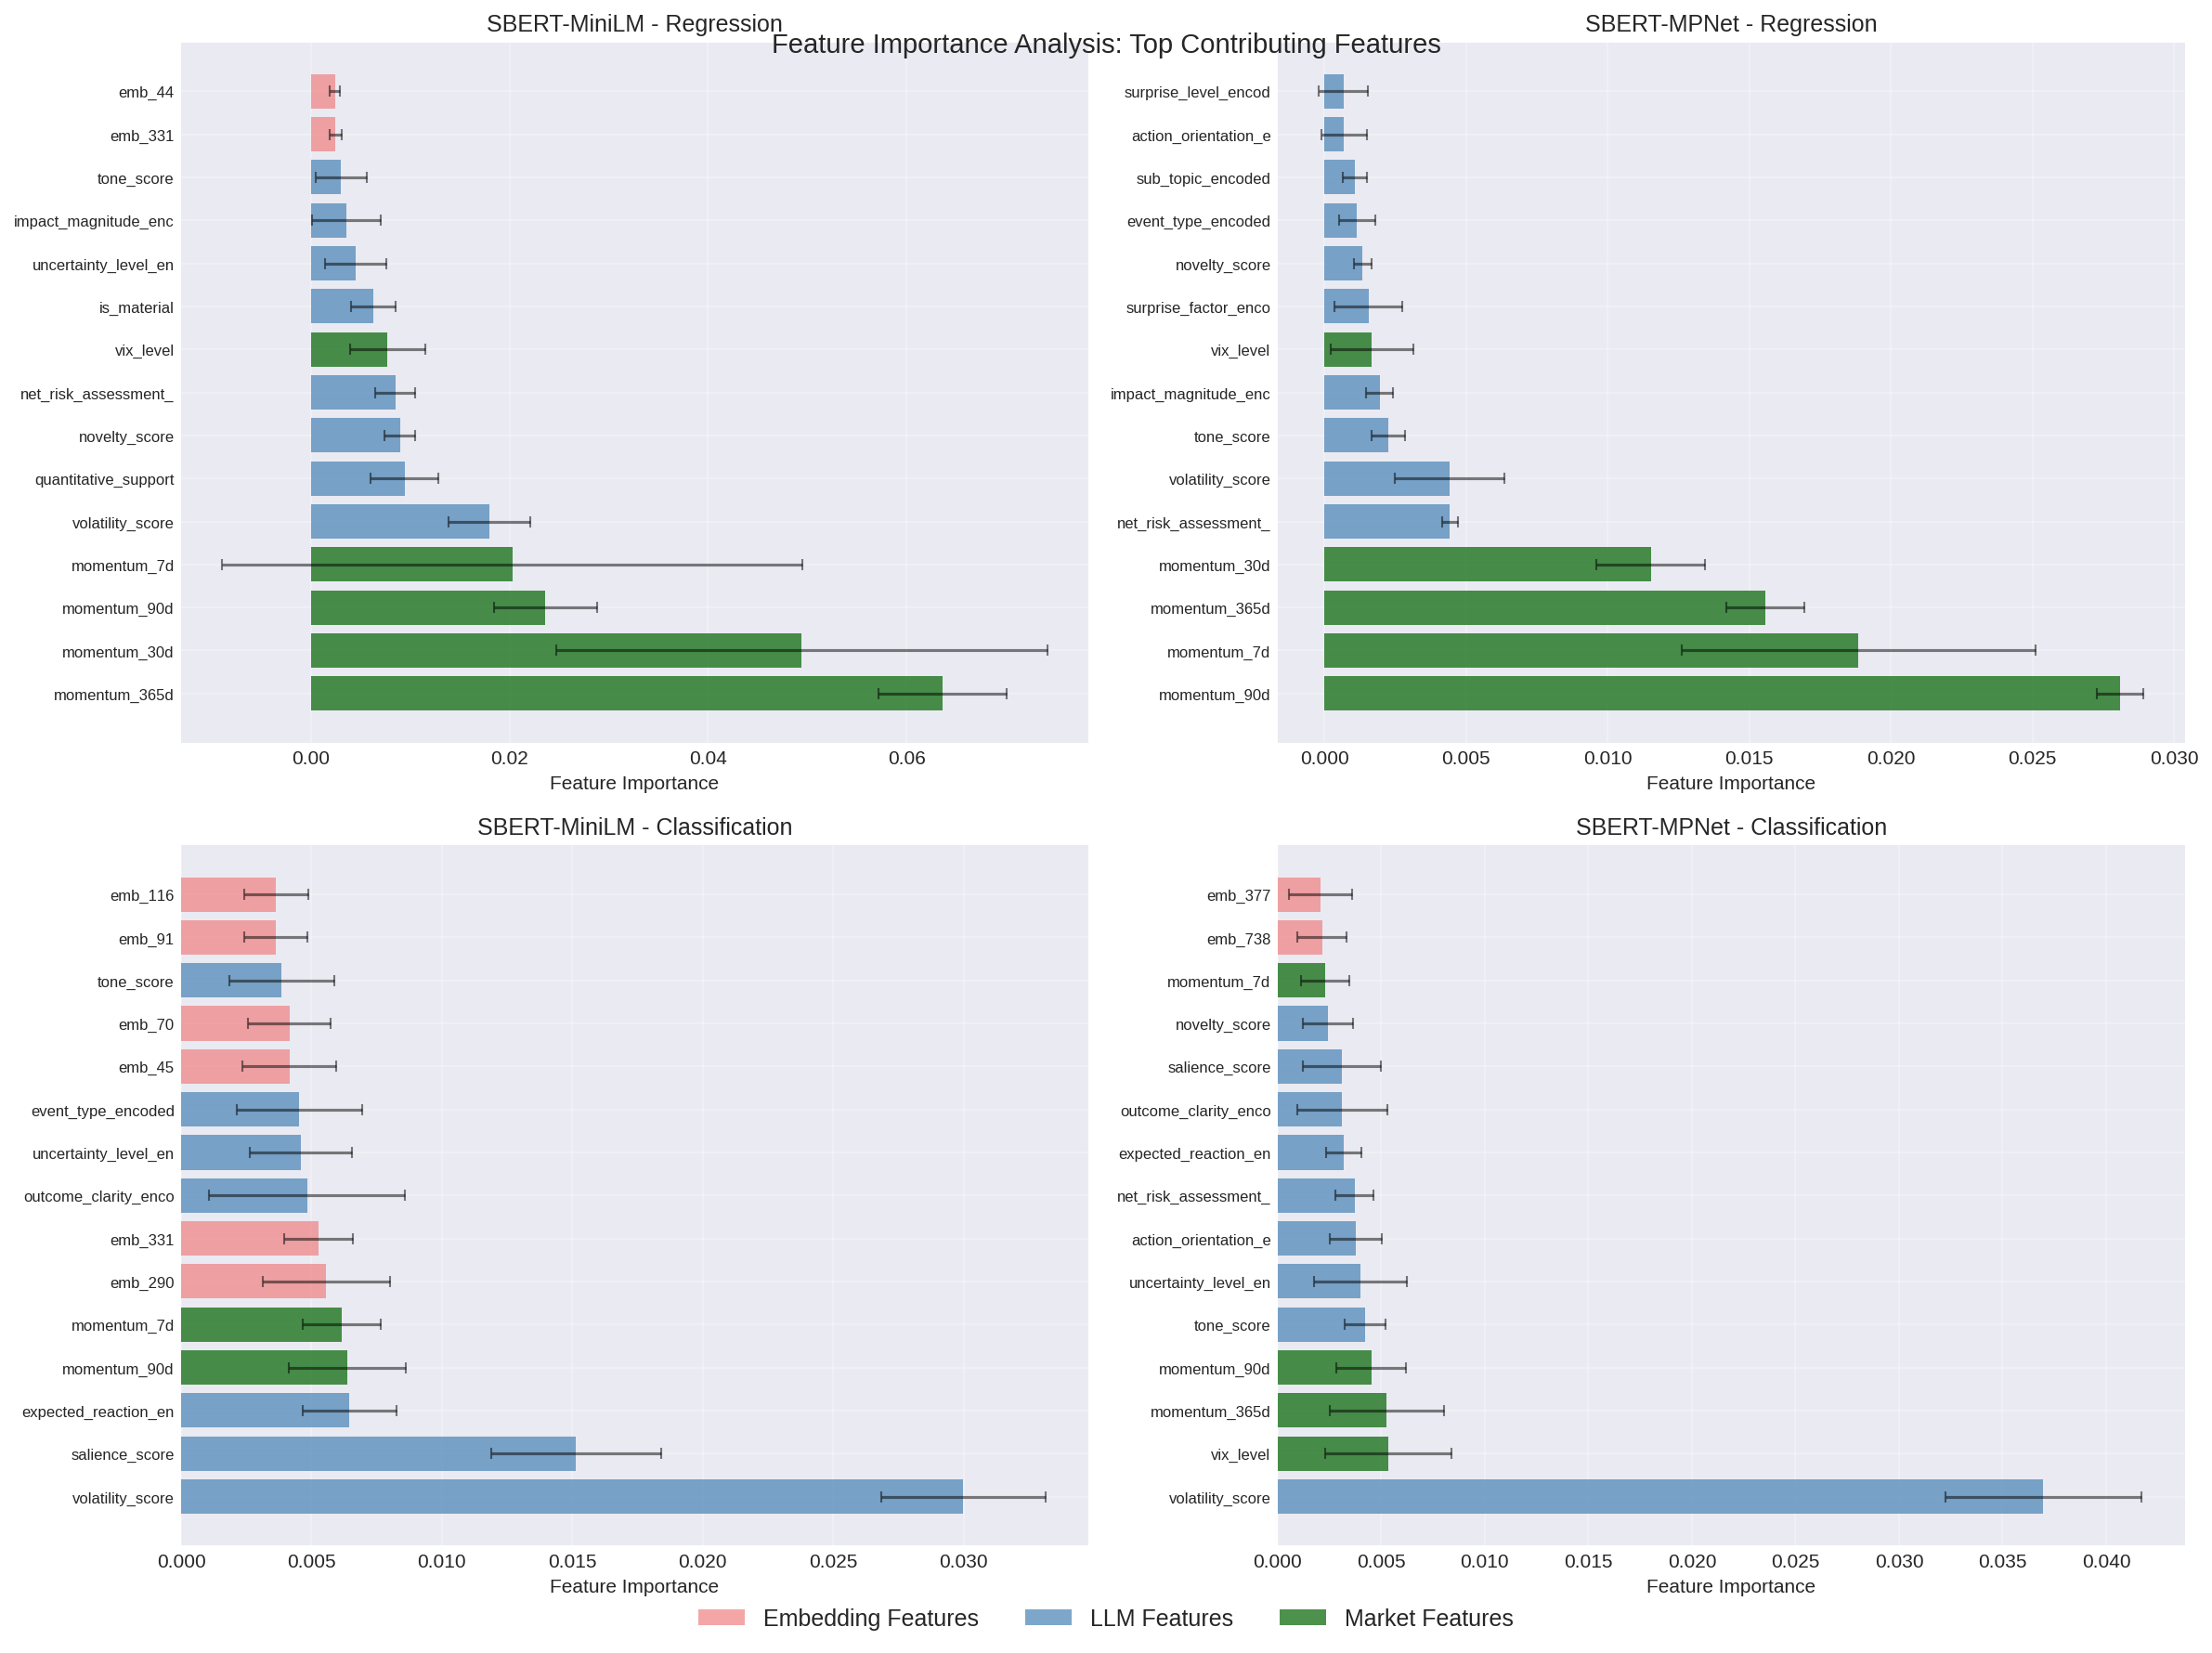 Feature Importance Analysis: Top Contributing Features
SBERT-MiniLM - Regression
emb_44
emb_331
tone_score
impact_magnitude_enc
uncertainty_level_en
is_material
vix_level
net_risk_assessment_
novelty_score
quantitative_support
volatility_score
momentum_7d
momentum_90d
momentum_30d
momentum_365d
0.00 0.02 0.04 0.06
Feature Importance
SBERT-MPNet - Regression
surprise_level_encod
action_orientation_e
sub_topic_encoded
event_type_encoded
novelty_score
surprise_factor_enco
vix_level
impact_magnitude_enc
tone_score
volatility_score
net_risk_assessment_
momentum_30d
momentum_365d
momentum_7d
momentum_90d
0.000 0.005 0.010 0.015 0.020 0.025 0.030
Feature Importance
SBERT-MiniLM - Classification
emb_116
emb_91
tone_score
emb_70
emb_45
event_type_encoded
uncertainty_level_en
outcome_clarity_enco
emb_331
emb_290
momentum_7d
momentum_90d
expected_reaction_en
salience_score
volatility_score
0.000 0.005 0.010 0.015 0.020 0.025 0.030
Feature Importance
SBERT-MPNet - Classification
emb_377
emb_738
momentum_7d
novelty_score
salience_score
outcome_clarity_enco
expected_reaction_en
net_risk_assessment_
action_orientation_e
uncertainty_level_en
tone_score
momentum_90d
momentum_365d
vix_level
volatility_score
0.000 0.005 0.010 0.015 0.020 0.025 0.030 0.035 0.040
Feature Importance
Embedding Features LLM Features Market Features